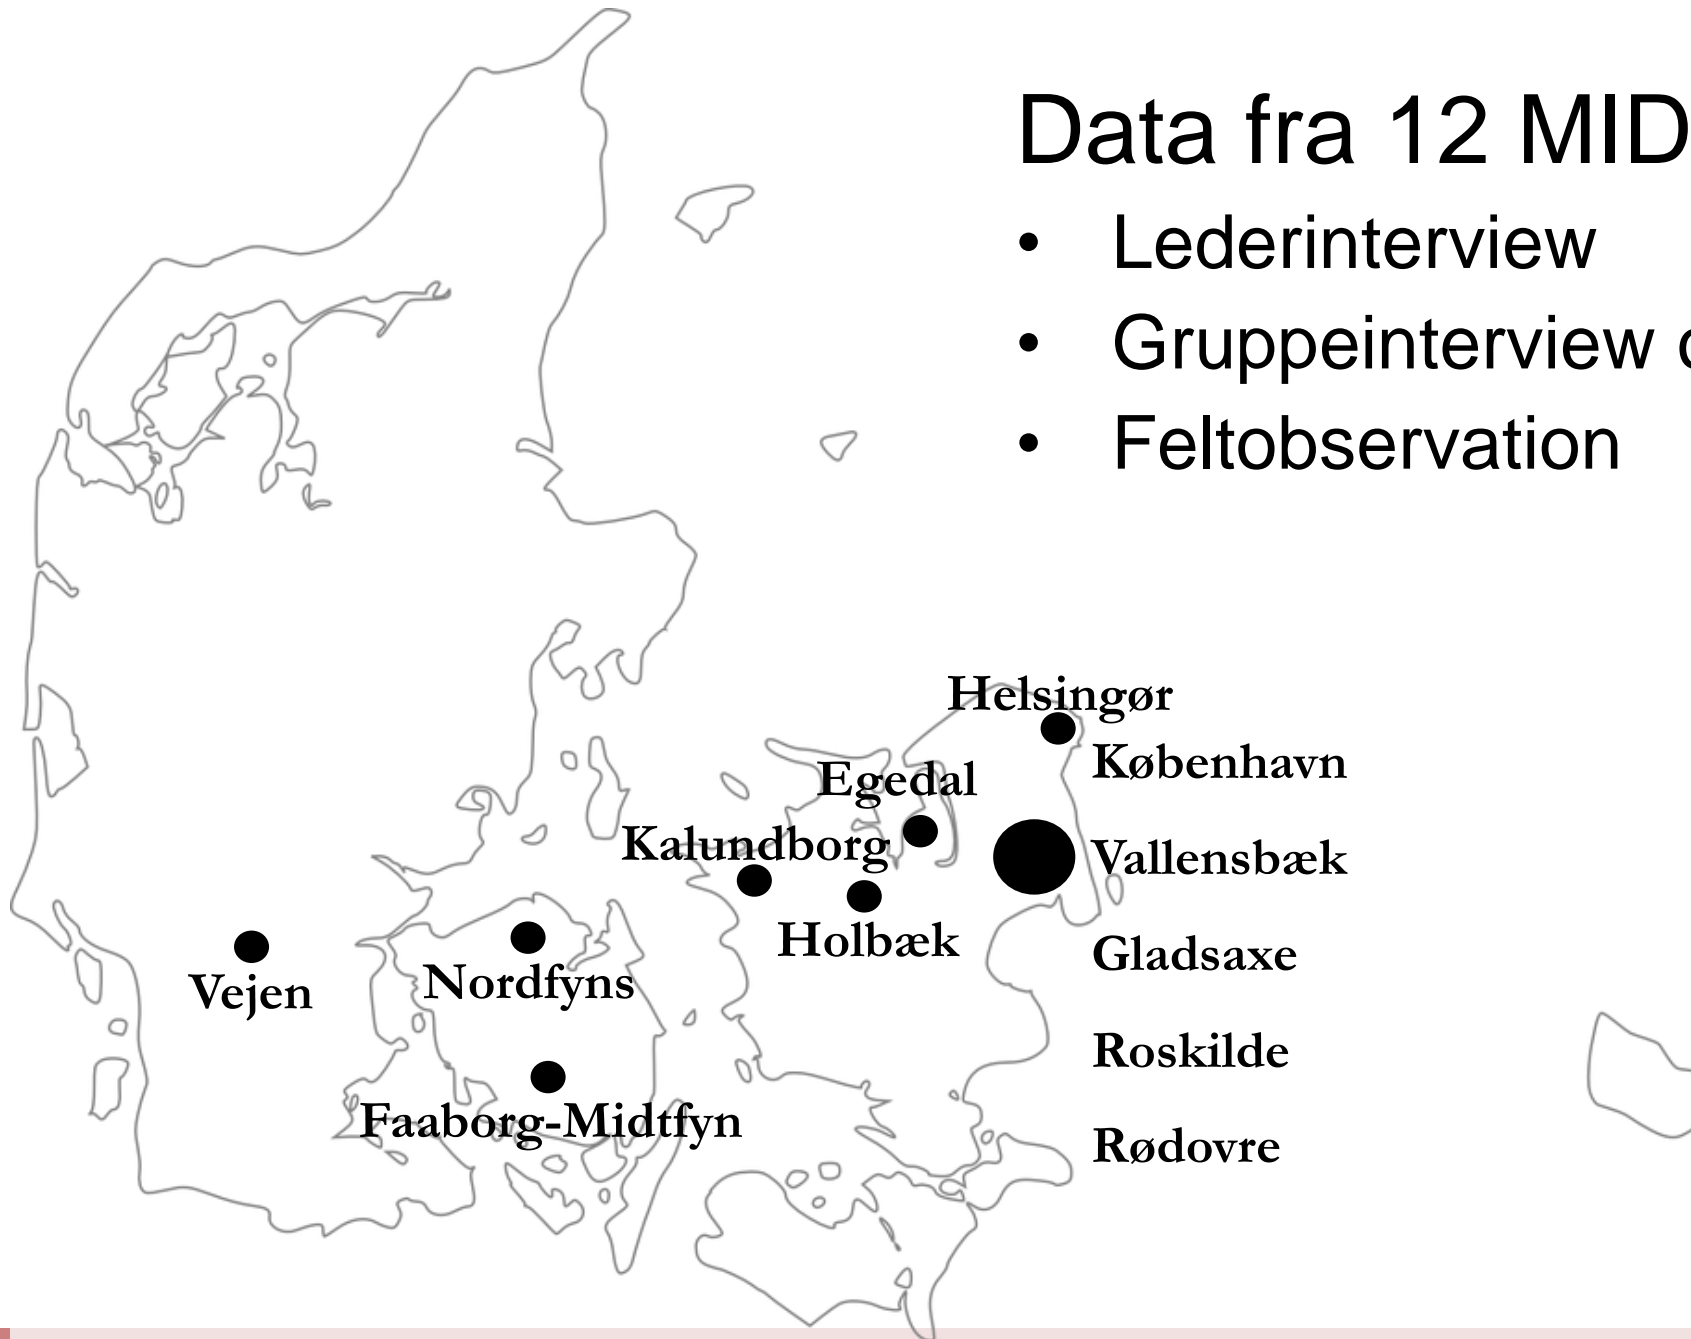 Data fra 12 MID
• Lederinterview
• Gruppeinterview
• Feltobservation
Helsingør
København
Egedal
Kalundborg
Vallensbæk
Holbæk
Gladsaxe
Vejen
Nordfyns
Roskilde
Faaborg-Midtfyn
Rødovre